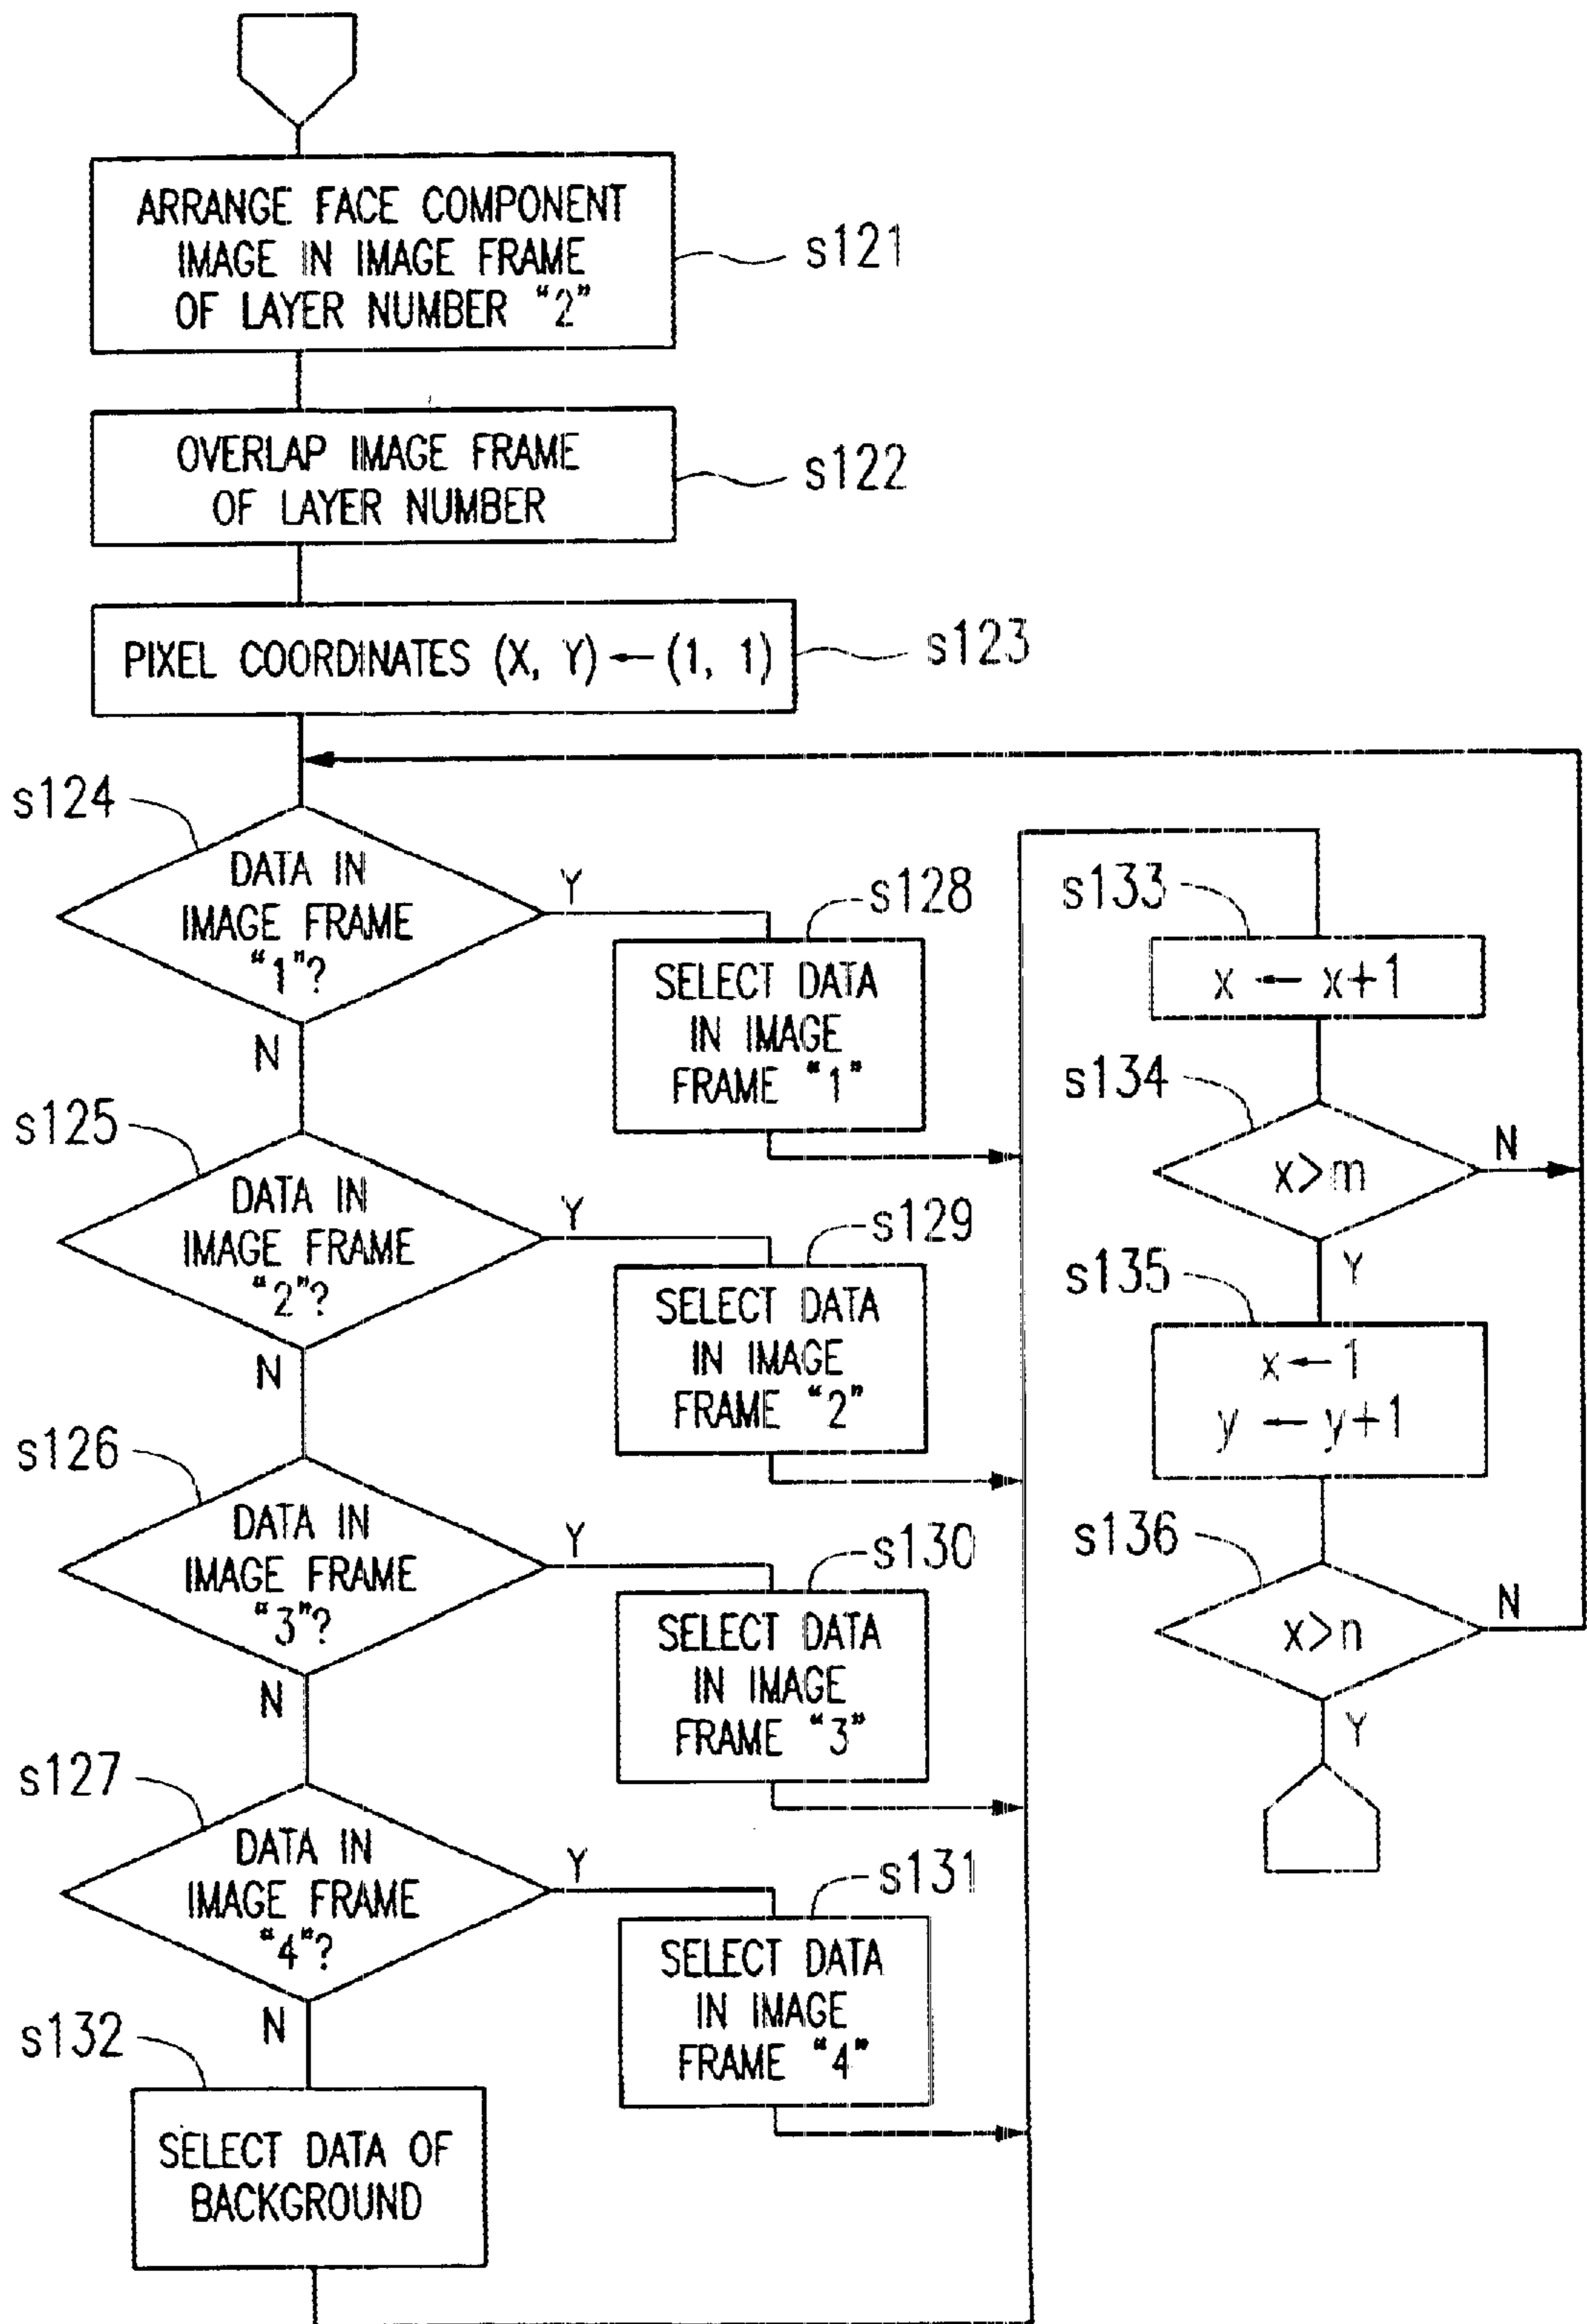 ARRANGE FACE COMPONENT
IMAGE IN IMAGE FRAME
OF LAYER NUMBER “2”
s121
OVERLAP IMAGE FRAME
OF LAYER NUMBER
s122
PIXEL COORDINATES (X, Y) ← (1, 1)
s123
s124
DATA IN
IMAGE FRAME
“1”?
Y
N
s128
SELECT DATA
IN IMAGE
FRAME “1”
s125
DATA IN
IMAGE FRAME
“2”?
Y
N
s129
SELECT DATA
IN IMAGE
FRAME “2”
s126
DATA IN
IMAGE FRAME
“3”?
Y
N
s130
SELECT DATA
IN IMAGE
FRAME “3”
s127
DATA IN
IMAGE FRAME
“4”?
Y
N
s131
SELECT DATA
IN IMAGE
FRAME “4”
s132
SELECT DATA OF
BACKGROUND
s133
x ← x+1
s134
x>m
N
Y
s135
x ← 1
y ← y+1
s136
x>n
N
Y